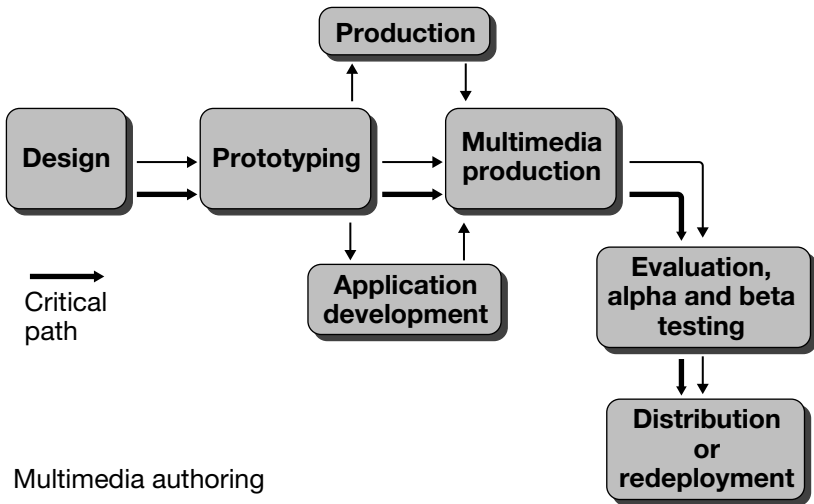 Production
Design
Prototyping
Multimedia
production
Critical
path
Application
development
Evaluation,
alpha and beta
testing
Distribution
or
redeployment
Multimedia authoring